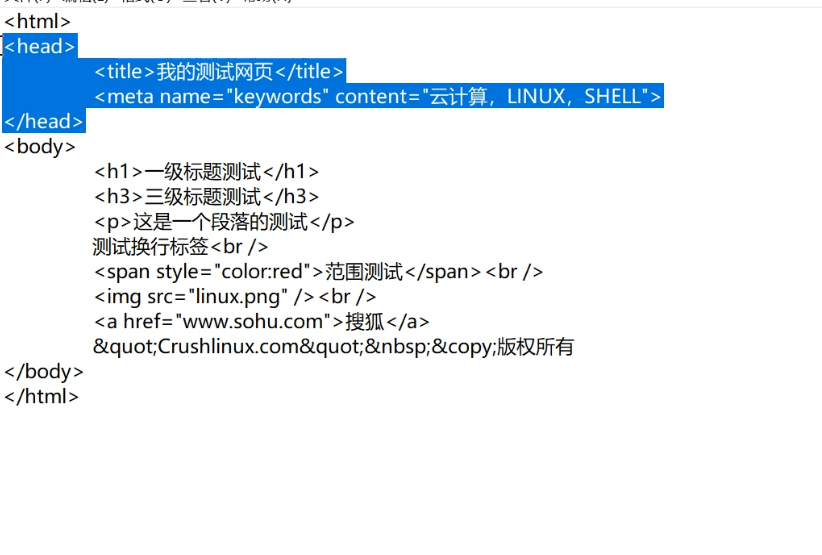 <html>
<head>
<title>我的测试网页</title>
<meta name="keywords" content="云计算，LINUX，SHELL">
</head>
<body>
<h1>一级标题测试</h1>
<h3>三级标题测试</h3>
<p>这是一个段落的测试</p>
测试换行标签<br />
<span style="color:red">范围测试</span><br />
<img src="linux.png" /><br />
<a href="www.sohu.com">搜狐</a>
&quot;Crushlinux.com&quot;&nbsp;&copy;版权所有
</body>
</html>